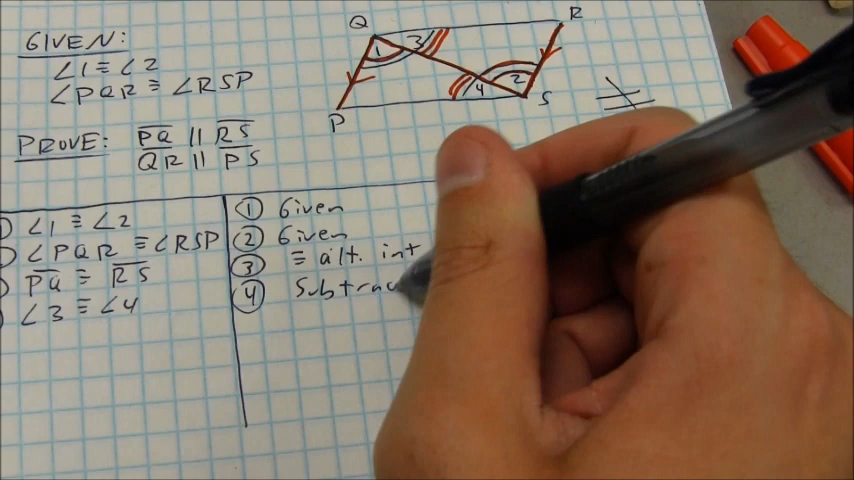 GIVEN:
∠1 ≅ ∠2
∠PQR ≅ ∠RSP
PROVE: PQ || RS
QR || PS
Q
R
1
3
4
2
P
S
∠1 ≡ ∠2
∠PQR ≡ ∠RSP
PQ ≡ RS
∠3 ≡ ∠4
① Given
② Given
③ ≡ alt. int
④ Subtrac